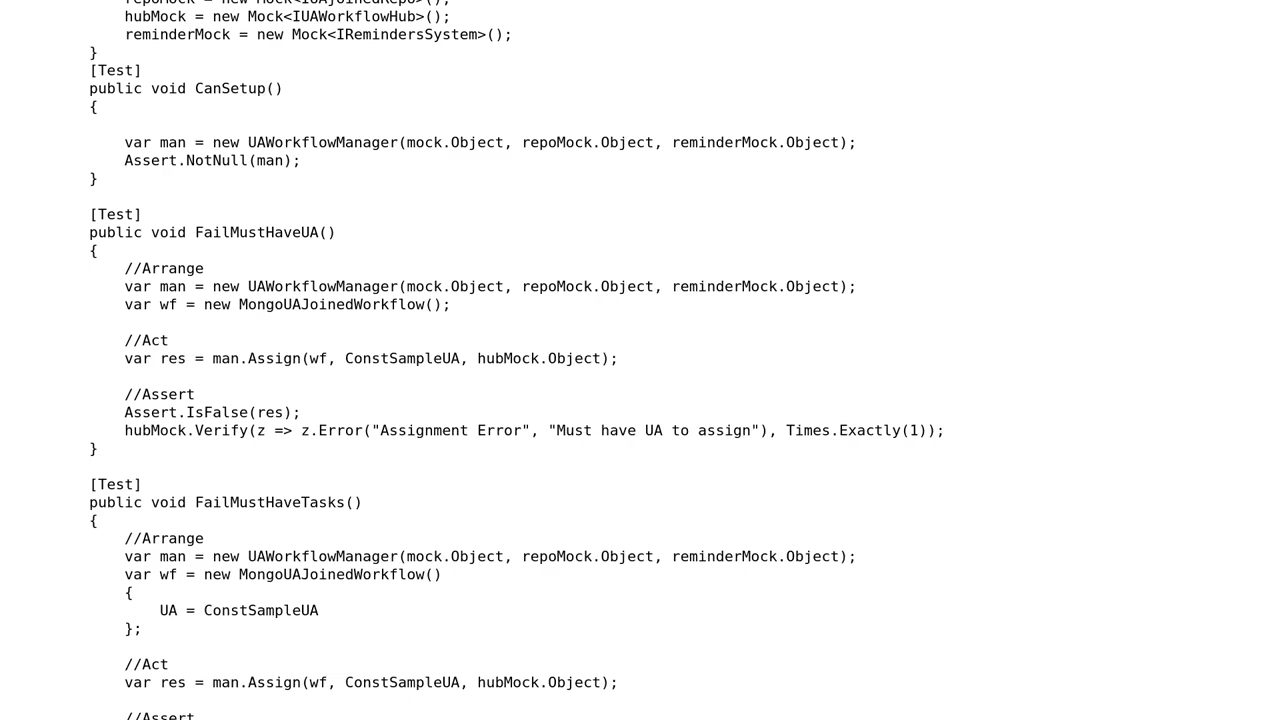 repoMock = new Mock<IUAJoinedRepo>();
hubMock = new Mock<IUAWorkflowHub>();
reminderMock = new Mock<IRemindersSystem>();
}
[Test]
public void CanSetup()
{
var man = new UAWorkflowManager(mock.Object, repoMock.Object, reminderMock.Object);
Assert.NotNull(man);
}
[Test]
public void FailMustHaveUA()
{
//Arrange
var man = new UAWorkflowManager(mock.Object, repoMock.Object, reminderMock.Object);
var wf = new MongoUAJoinedWorkflow();
//Act
var res = man.Assign(wf, ConstSampleUA, hubMock.Object);
//Assert
Assert.IsFalse(res);
hubMock.Verify(z => z.Error("Assignment Error", "Must have UA to assign"), Times.Exactly(1));
}
[Test]
public void FailMustHaveTasks()
{
//Arrange
var man = new UAWorkflowManager(mock.Object, repoMock.Object, reminderMock.Object);
var wf = new MongoUAJoinedWorkflow()
{
UA = ConstSampleUA
};
//Act
var res = man.Assign(wf, ConstSampleUA, hubMock.Object);
//Assert